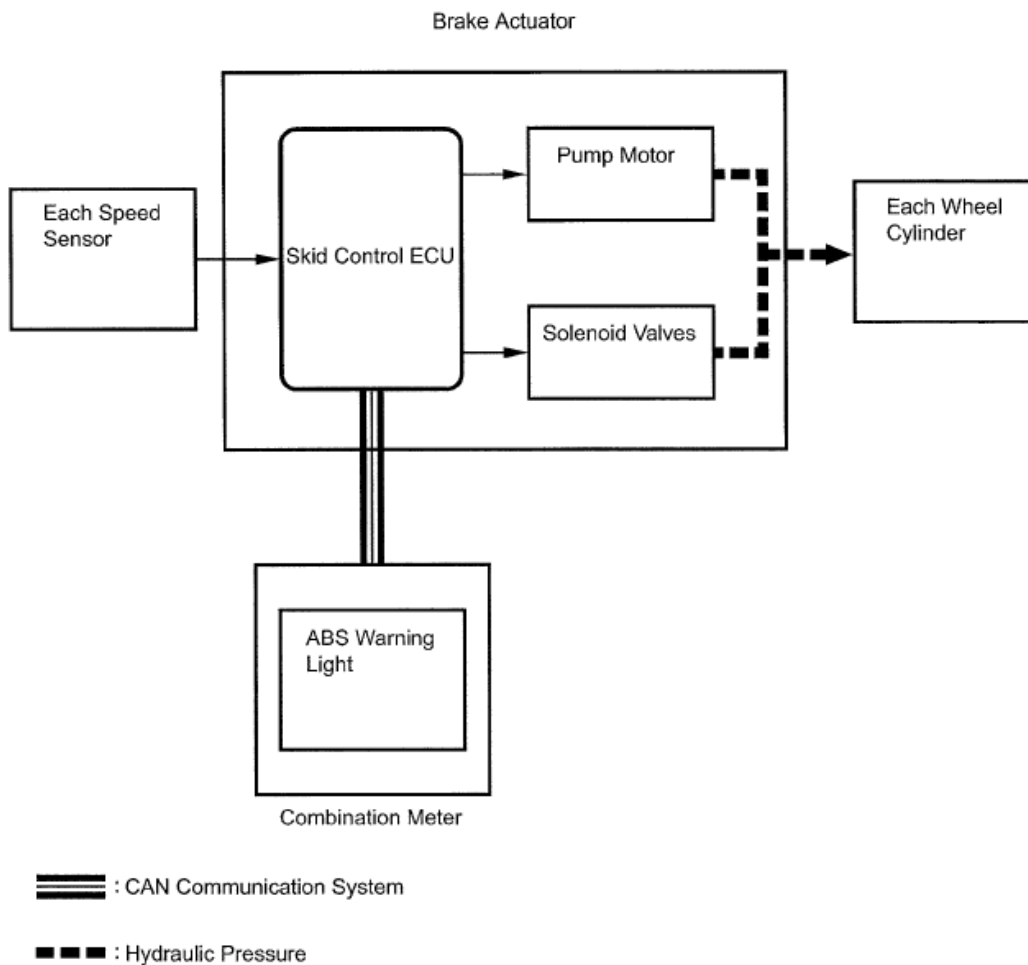 Brake Actuator
Pump Motor
Each Speed
Sensor
Skid Control ECU
Each Wheel
Cylinder
Solenoid Valves
ABS Warning
Light
Combination Meter
: CAN Communication System
: Hydraulic Pressure